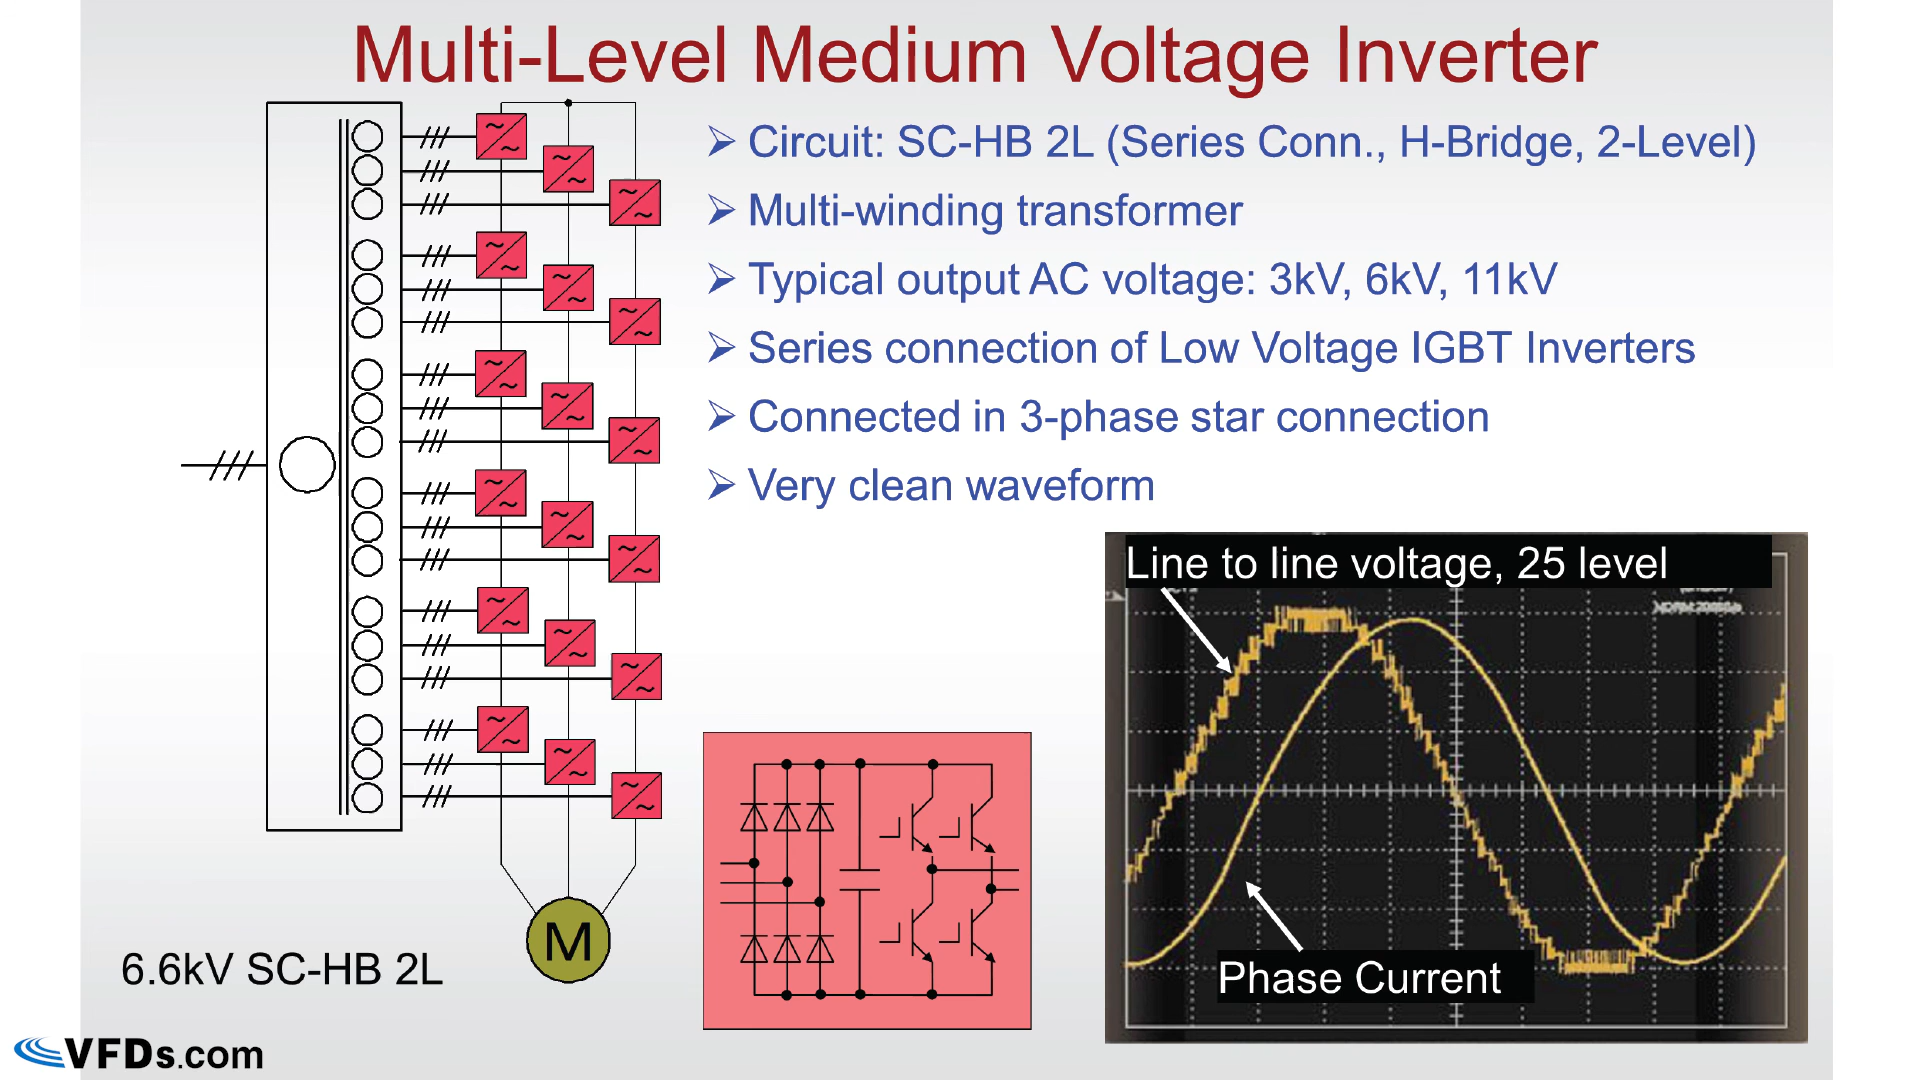 Multi-Level Medium Voltage Inverter
➢ Circuit: SC-HB 2L (Series Conn., H-Bridge, 2-Level)
➢ Multi-winding transformer
➢ Typical output AC voltage: 3kV, 6kV, 11kV
➢ Series connection of Low Voltage IGBT Inverters
➢ Connected in 3-phase star connection
➢ Very clean waveform
Line to line voltage, 25 level
Phase Current
M
6.6kV SC-HB 2L
VFDs.com